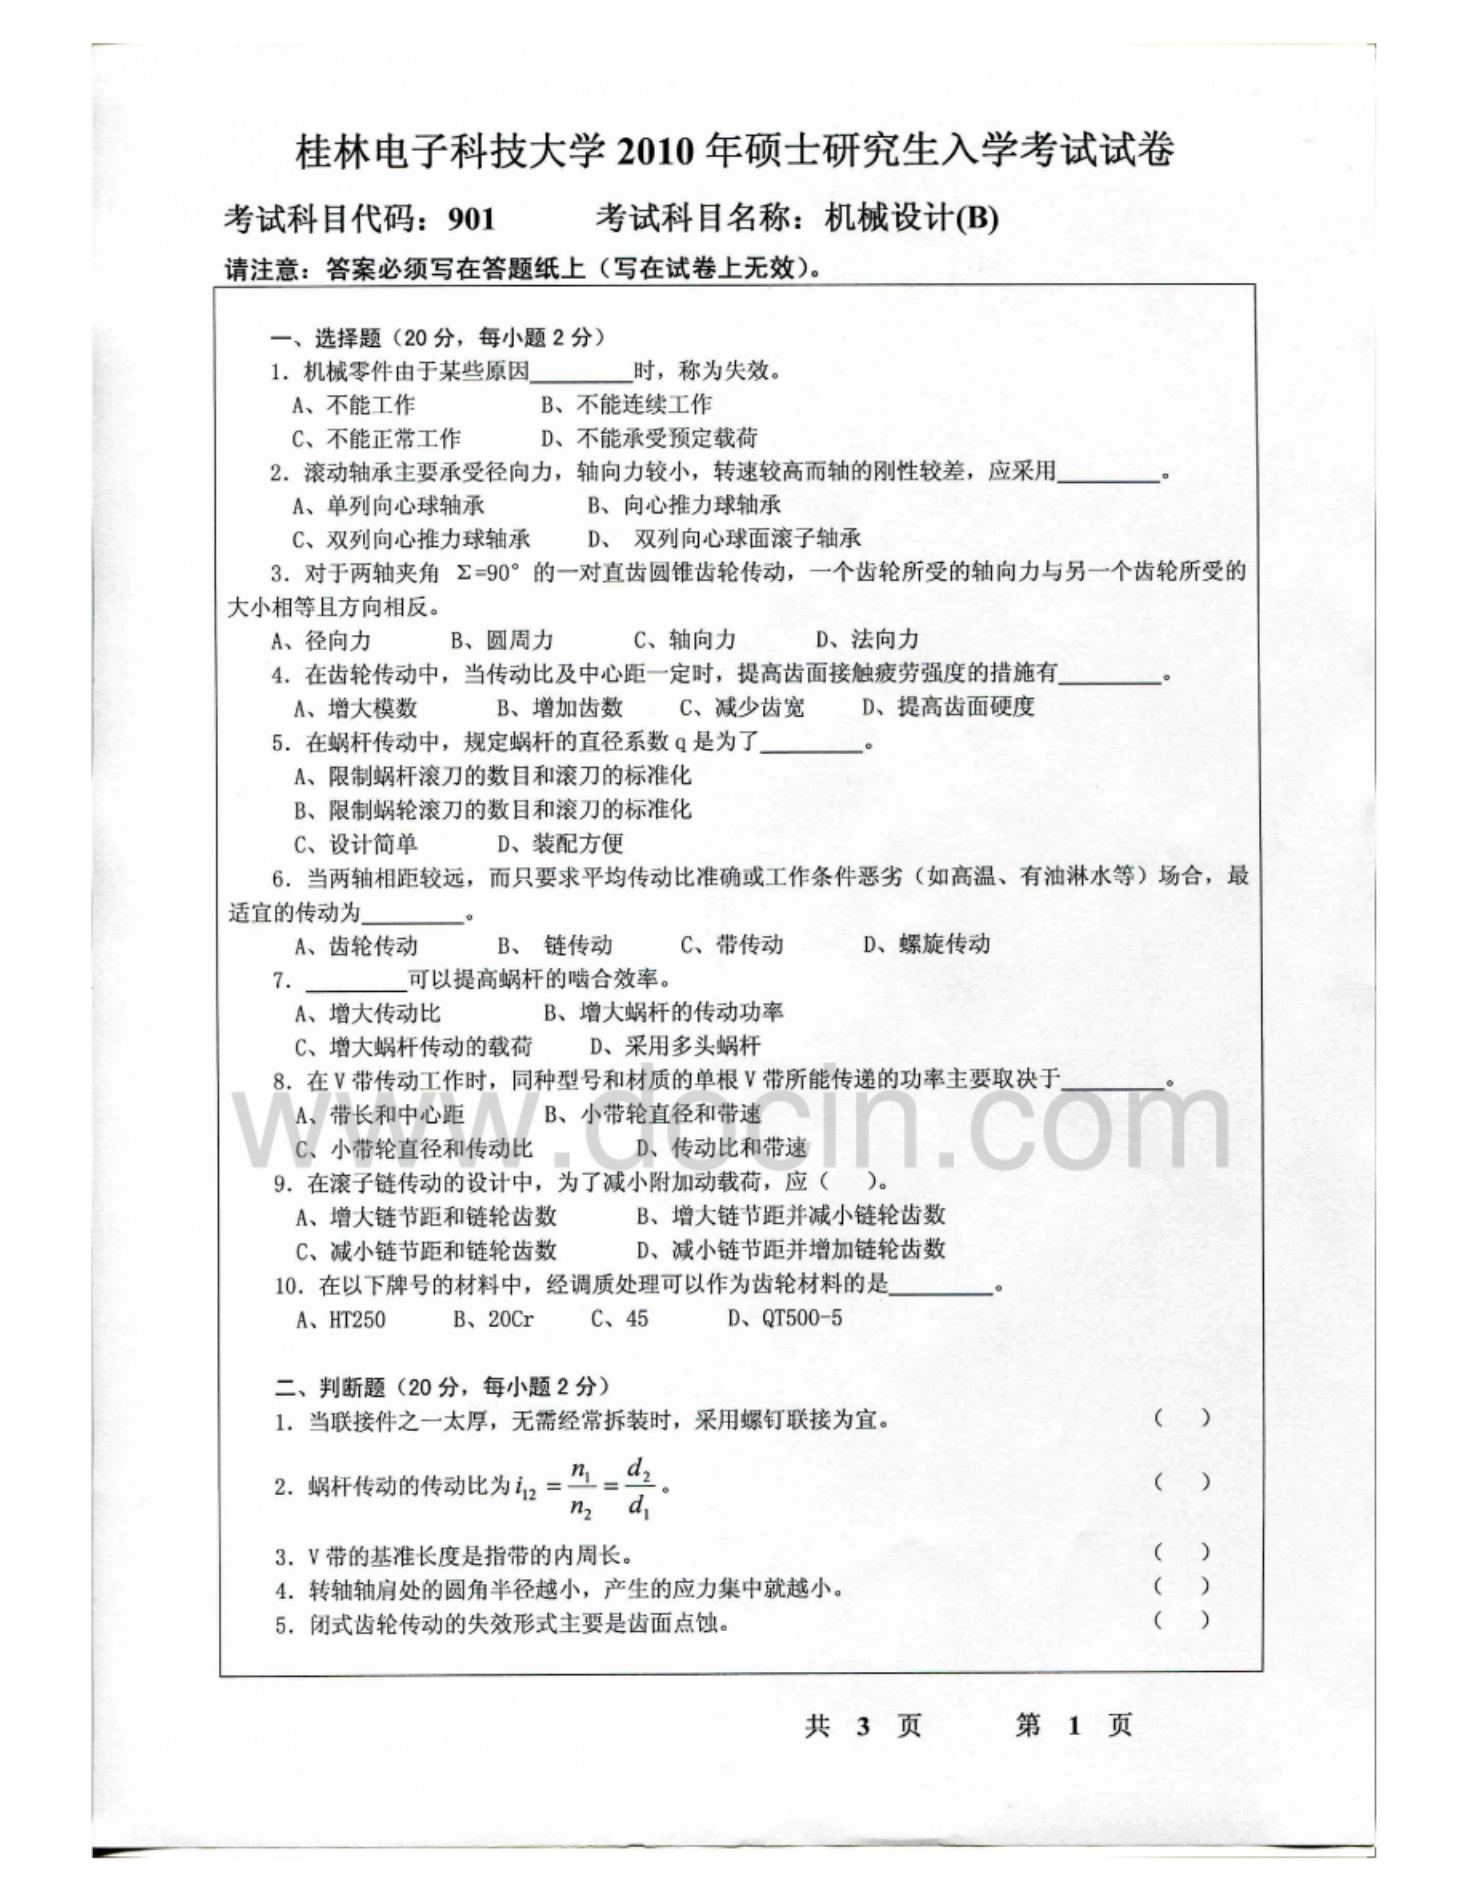 桂林电子科技大学 2010 年硕士研究生入学考试试卷
考试科目代码：901 考试科目名称：机械设计(B)
请注意：答案必须写在答题纸上（写在试卷上无效）。
一、选择题（20 分，每小题 2 分）
1. 机械零件由于某些原因________时，称为失效。
A、不能工作 B、不能连续工作
C、不能正常工作 D、不能承受预定载荷
2. 滚动轴承主要承受径向力，轴向力较小，转速较高而轴的刚性较差，应采用________。
A、单列向心球轴承 B、向心推力球轴承
C、双列向心推力球轴承 D、 双列向心球面滚子轴承
3. 对于两轴夹角 Σ=90° 的一对直齿圆锥齿轮传动，一个齿轮所受的轴向力与另一个齿轮所受的
大小相等且方向相反。
A、径向力 B、圆周力 C、轴向力 D、法向力
4. 在齿轮传动中，当传动比及中心距一定时，提高齿面接触疲劳强度的措施有________。
A、增大模数 B、增加齿数 C、减少齿宽 D、提高齿面硬度
5. 在蜗杆传动中，规定蜗杆的直径系数 q 是为了________。
A、限制蜗杆滚刀的数目和滚刀的标准化
B、限制蜗轮滚刀的数目和滚刀的标准化
C、设计简单 D、装配方便
6. 当两轴相距较远，而只要求平均传动比准确或工作条件恶劣（如高温、有油淋水等）场合，最
适宜的传动为________。
A、齿轮传动 B、 链传动 C、带传动 D、螺旋传动
7. ________可以提高蜗杆的啮合效率。
A、增大传动比 B、增大蜗杆的传动功率
C、增大蜗杆传动的载荷 D、采用多头蜗杆
8. 在 V 带传动工作时，同种型号和材质的单根 V 带所能传递的功率主要取决于________。
A、带长和中心距 B、小带轮直径和带速
C、小带轮直径和传动比 D、传动比和带速
www.docin.com
9. 在滚子链传动的设计中，为了减小附加动载荷，应（ ）。
A、增大链节距和链轮齿数 B、增大链节距并减小链轮齿数
C、减小链节距和链轮齿数 D、减小链节距并增加链轮齿数
10. 在以下牌号的材料中，经调质处理可以作为齿轮材料的是________。
A、HT250 B、20Cr C、45 D、QT500-5
二、判断题（20 分，每小题 2 分）
1. 当联接件之一太厚，无需经常拆装时，采用螺钉联接为宜。 （ ）
2. 蜗杆传动的传动比为 i₁₂ = n₁/n₂ = d₂/d₁。 （ ）
3. V 带的基准长度是指带的内周长。 （ ）
4. 转轴轴肩处的圆角半径越小，产生的应力集中就越小。 （ ）
5. 闭式齿轮传动的失效形式主要是齿面点蚀。 （ ）
共 3 页 第 1 页